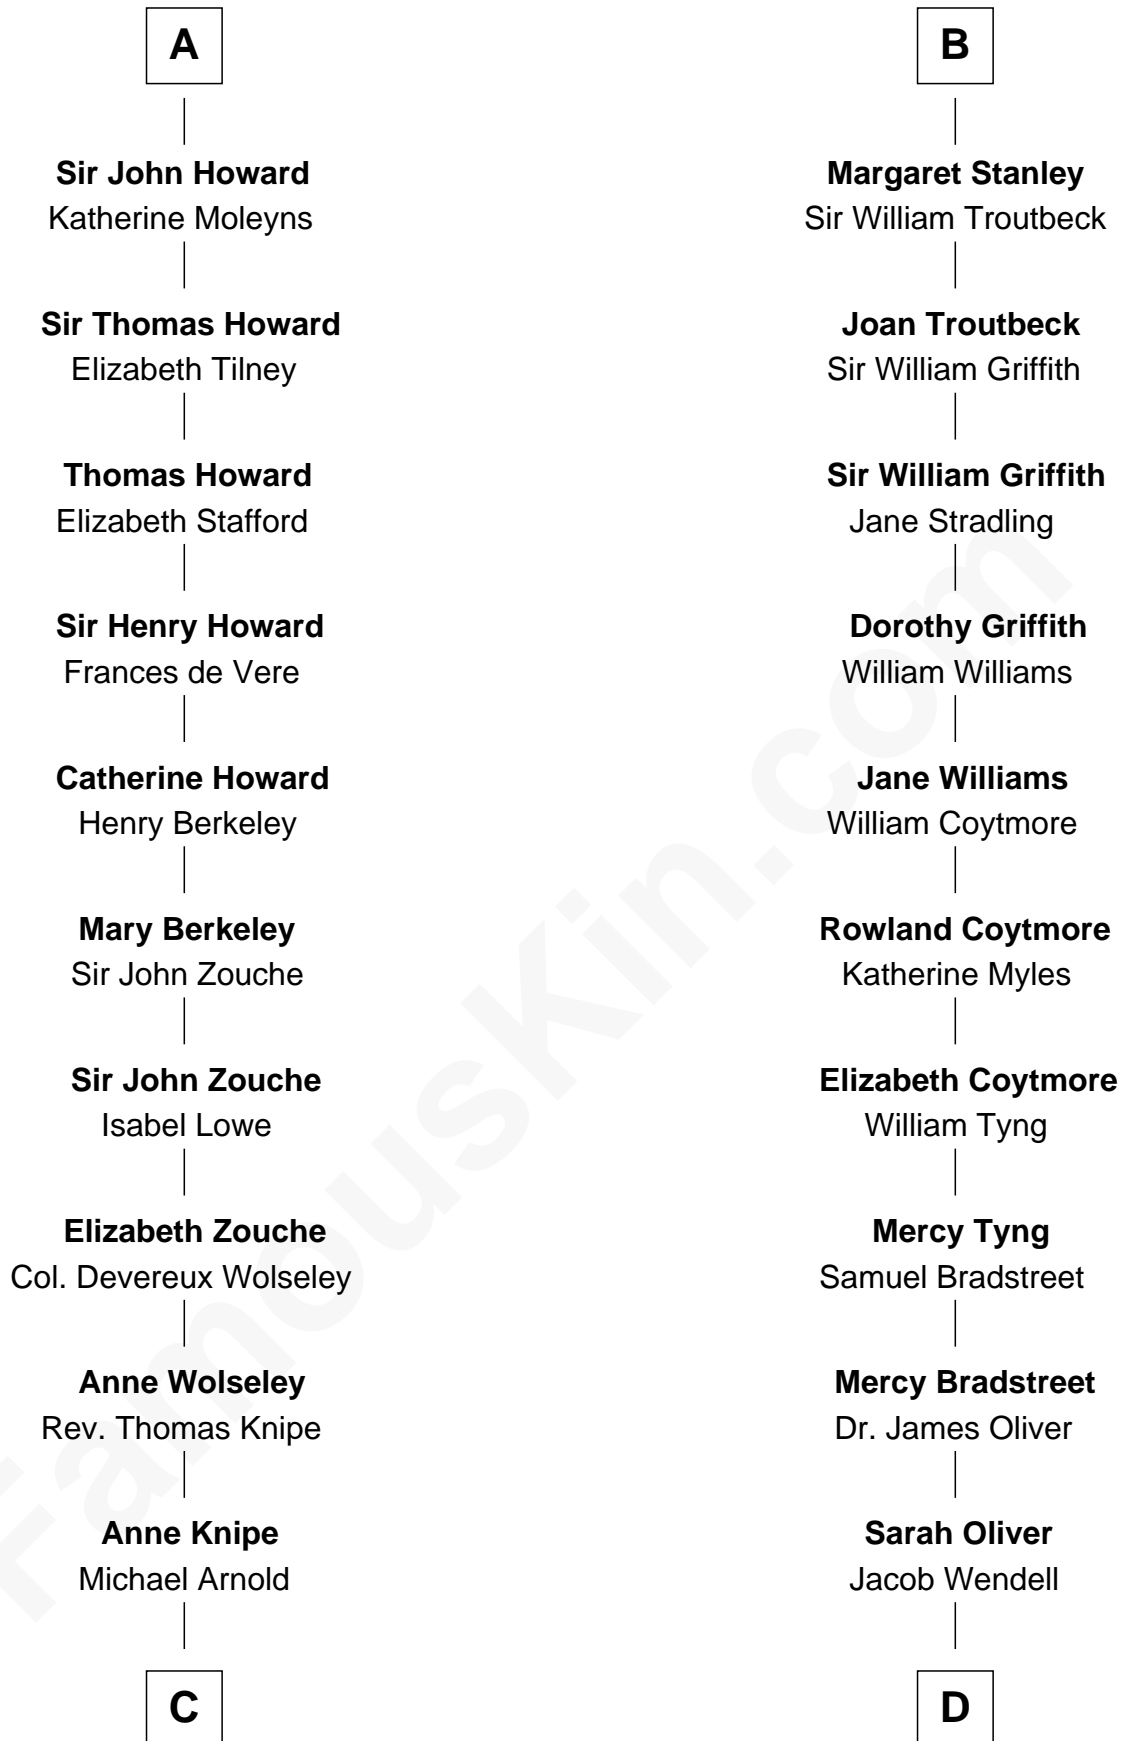 A
Sir John Howard
Katherine Moleyns
Sir Thomas Howard
Elizabeth Tilney
Thomas Howard
Elizabeth Stafford
Sir Henry Howard
Frances de Vere
Catherine Howard
Henry Berkeley
Mary Berkeley
Sir John Zouche
Sir John Zouche
Isabel Lowe
Elizabeth Zouche
Col. Devereux Wolseley
Anne Wolseley
Rev. Thomas Knipe
Anne Knipe
Michael Arnold
C
B
Margaret Stanley
Sir William Troutbeck
Joan Troutbeck
Sir William Griffith
Sir William Griffith
Jane Stradling
Dorothy Griffith
William Williams
Jane Williams
William Coytmore
Rowland Coytmore
Katherine Myles
Elizabeth Coytmore
William Tyng
Mercy Tyng
Samuel Bradstreet
Mercy Bradstreet
Dr. James Oliver
Sarah Oliver
Jacob Wendell
D
FamousKin.com